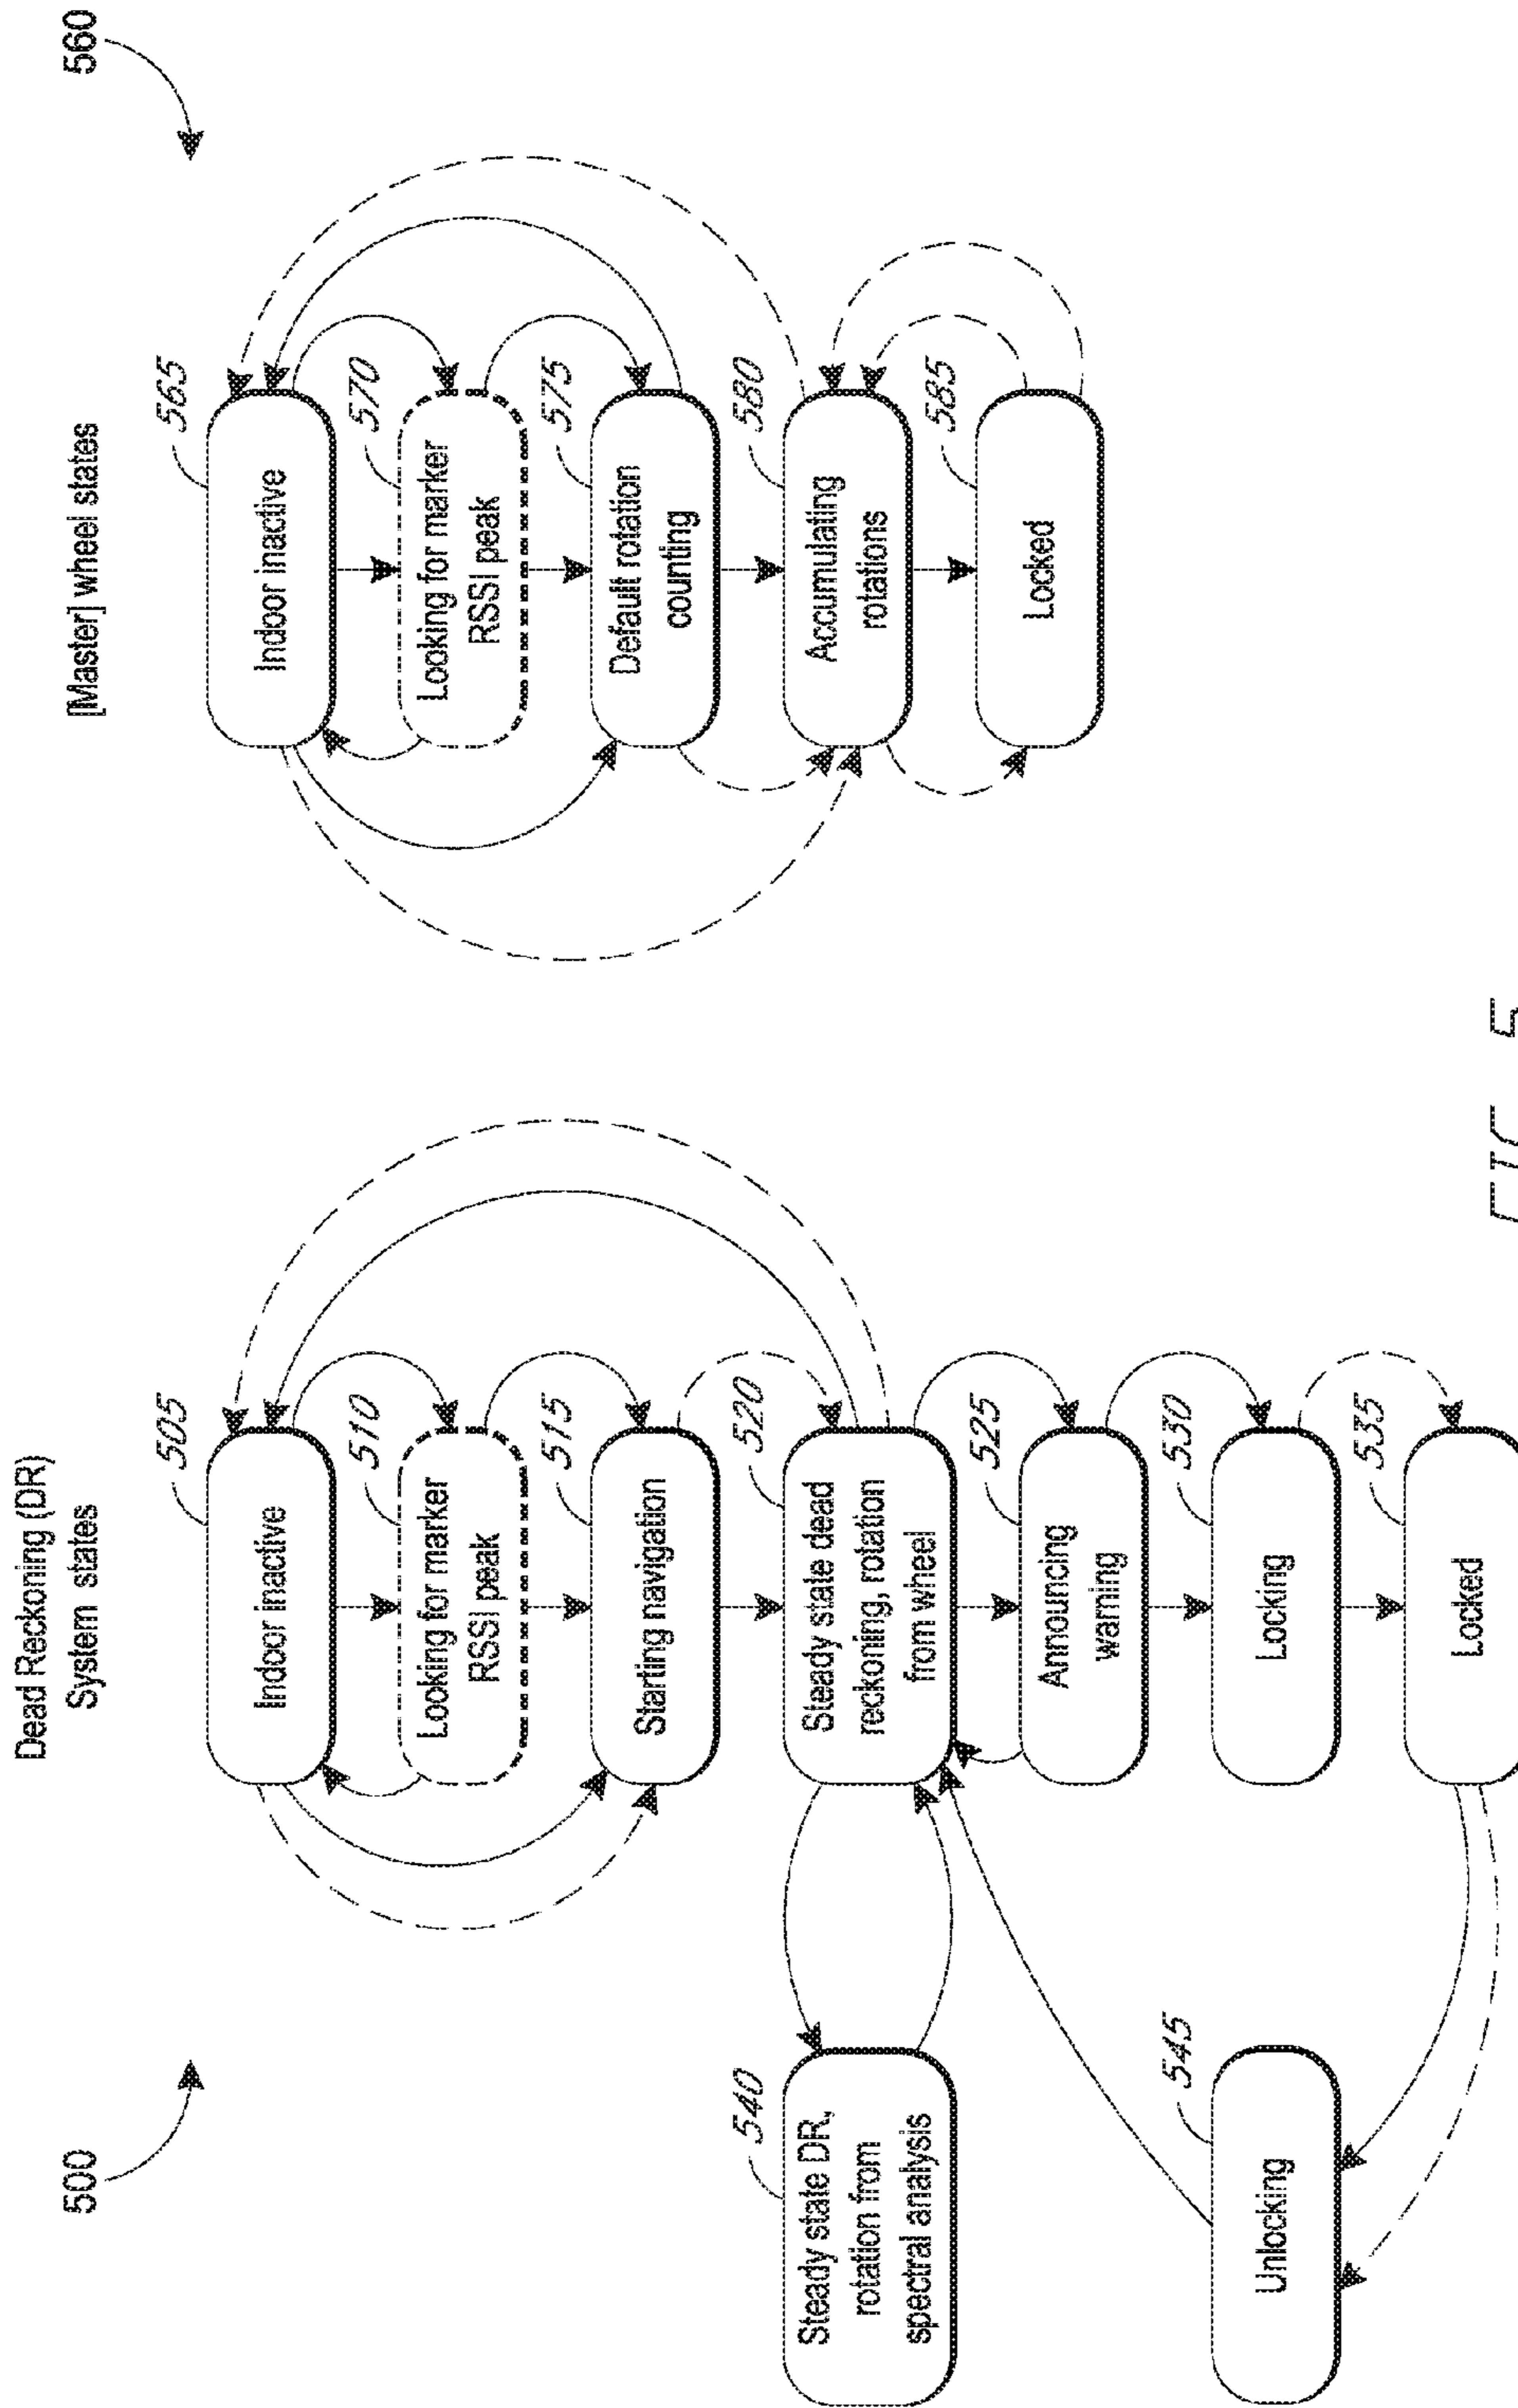 Dead Reckoning (DR)
System states
500
Indoor inactive
505
Looking for marker
RSSI peak
510
Starting navigation
515
Steady state dead
reckoning, rotation
from wheel
520
Announcing
warning
525
Locking
530
Locked
535
Steady state DR,
rotation from
spectral analysis
540
Unlocking
545
[Master] wheel states
560
Indoor inactive
565
Looking for marker
RSSI peak
570
Default rotation
counting
575
Accumulating
rotations
580
Locked
585
FIG. 5